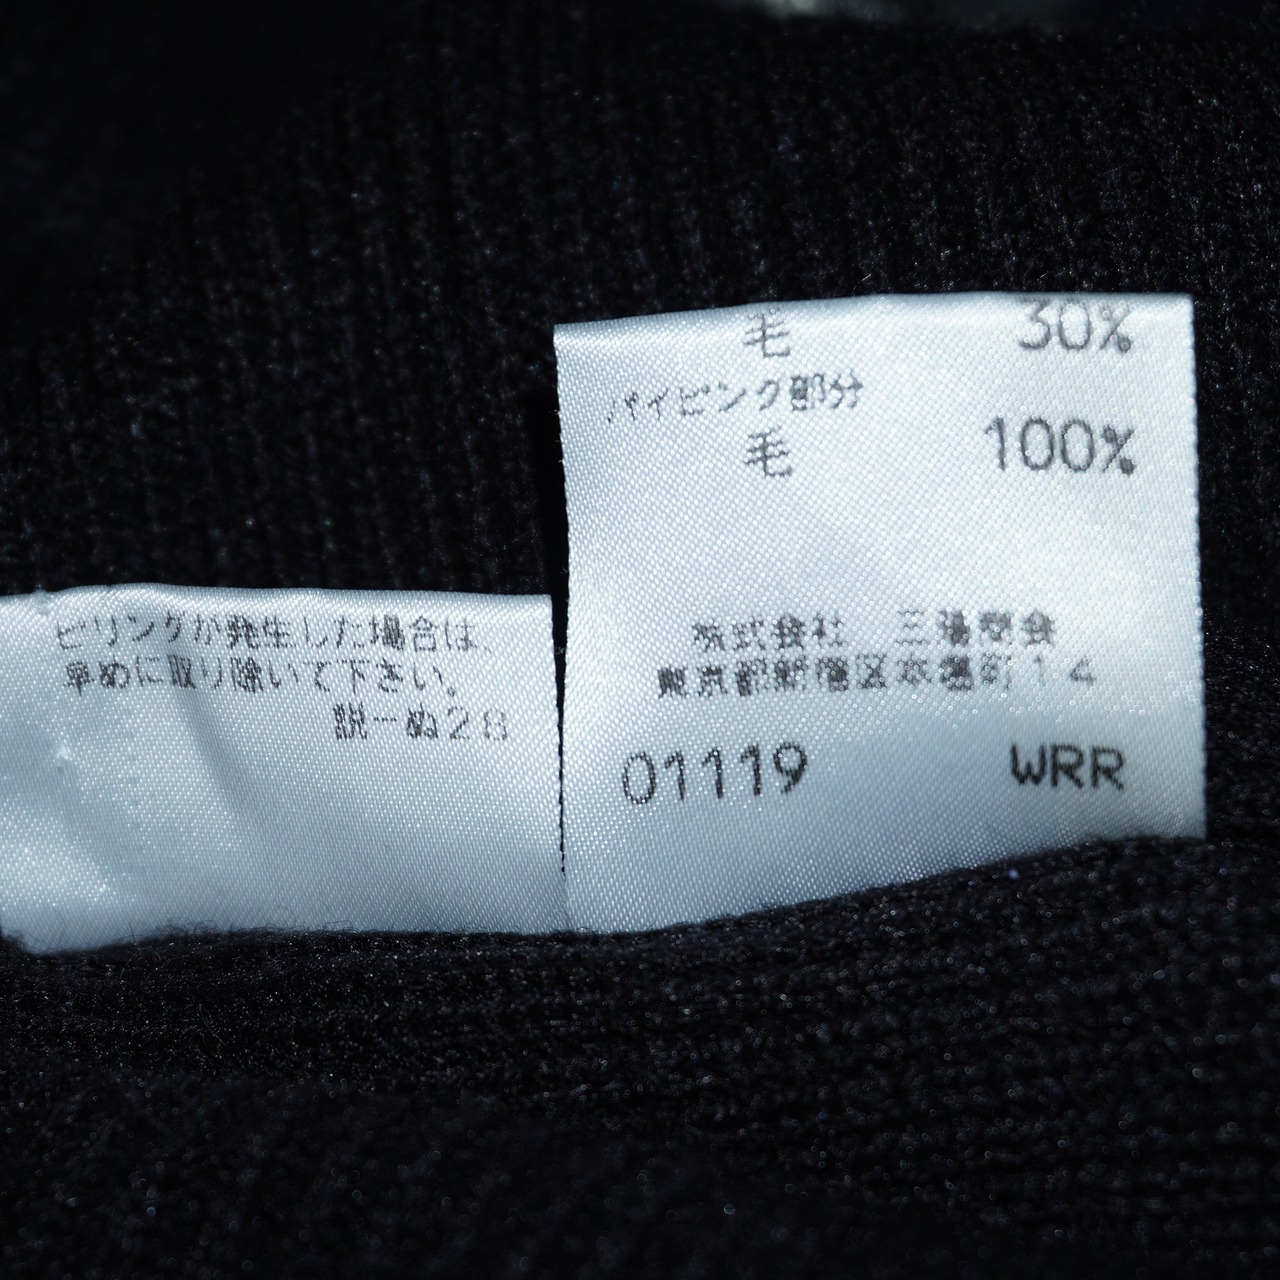 ピリングが発生した場合は、
早めに取り除いて下さい。
説-ぬ28
毛 30%
パイピング部分
毛 100%
株式会社 三陽商会
東京都新宿区本塩町14
01119 WRR